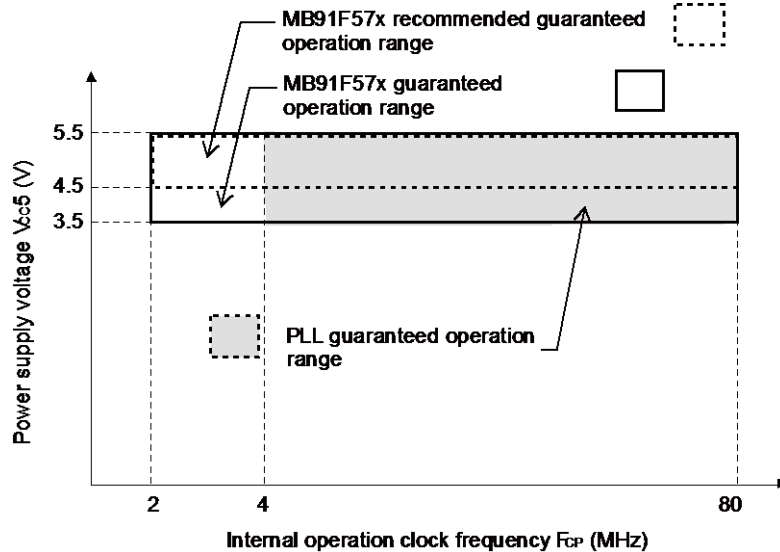 MB91F57x recommended guaranteed
operation range
MB91F57x guaranteed
operation range
5.5
4.5
3.5
Power supply voltage Vcc5 (V)
PLL guaranteed operation
range
2
4
80
Internal operation clock frequency FCP (MHz)